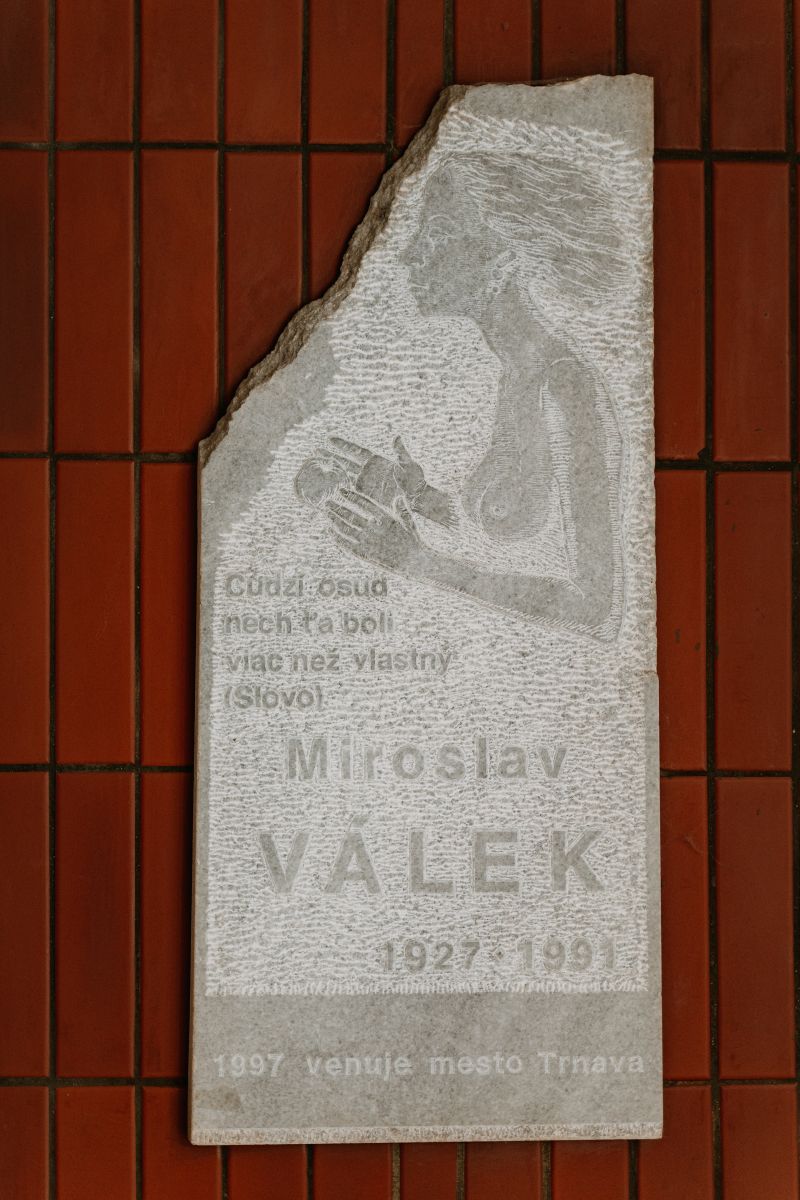 Cudzí osud
nech ťa bolí
viac než vlastný
(Slovo)
Miroslav
VÁLEK
1927 · 1991
1997 venuje mesto Trnava